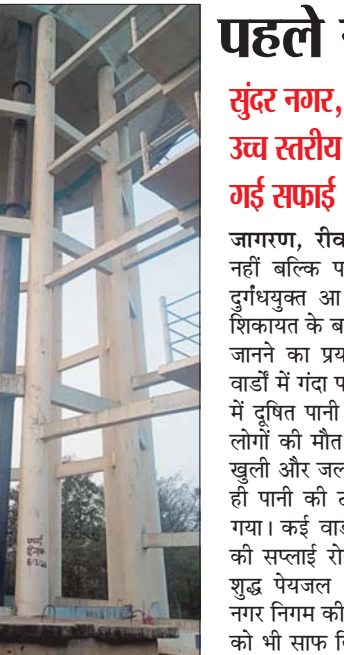 पहले
सुंदर नगर,
उच्च स्तरीय
गई सफाई
जागरण, रीव
नहीं बल्कि प
दुर्गंधयुक्त आ
शिकायत के ब
जानने का प्रय
वार्डों में गंदा प
में दूषित पानी
लोगों की मौत
खुली और जल
ही पानी की ट
गया। कई वार्ड
की सप्लाई रो
शुद्ध पेयजल
नगर निगम की
को भी साफ वि
सफाई
दिनांक